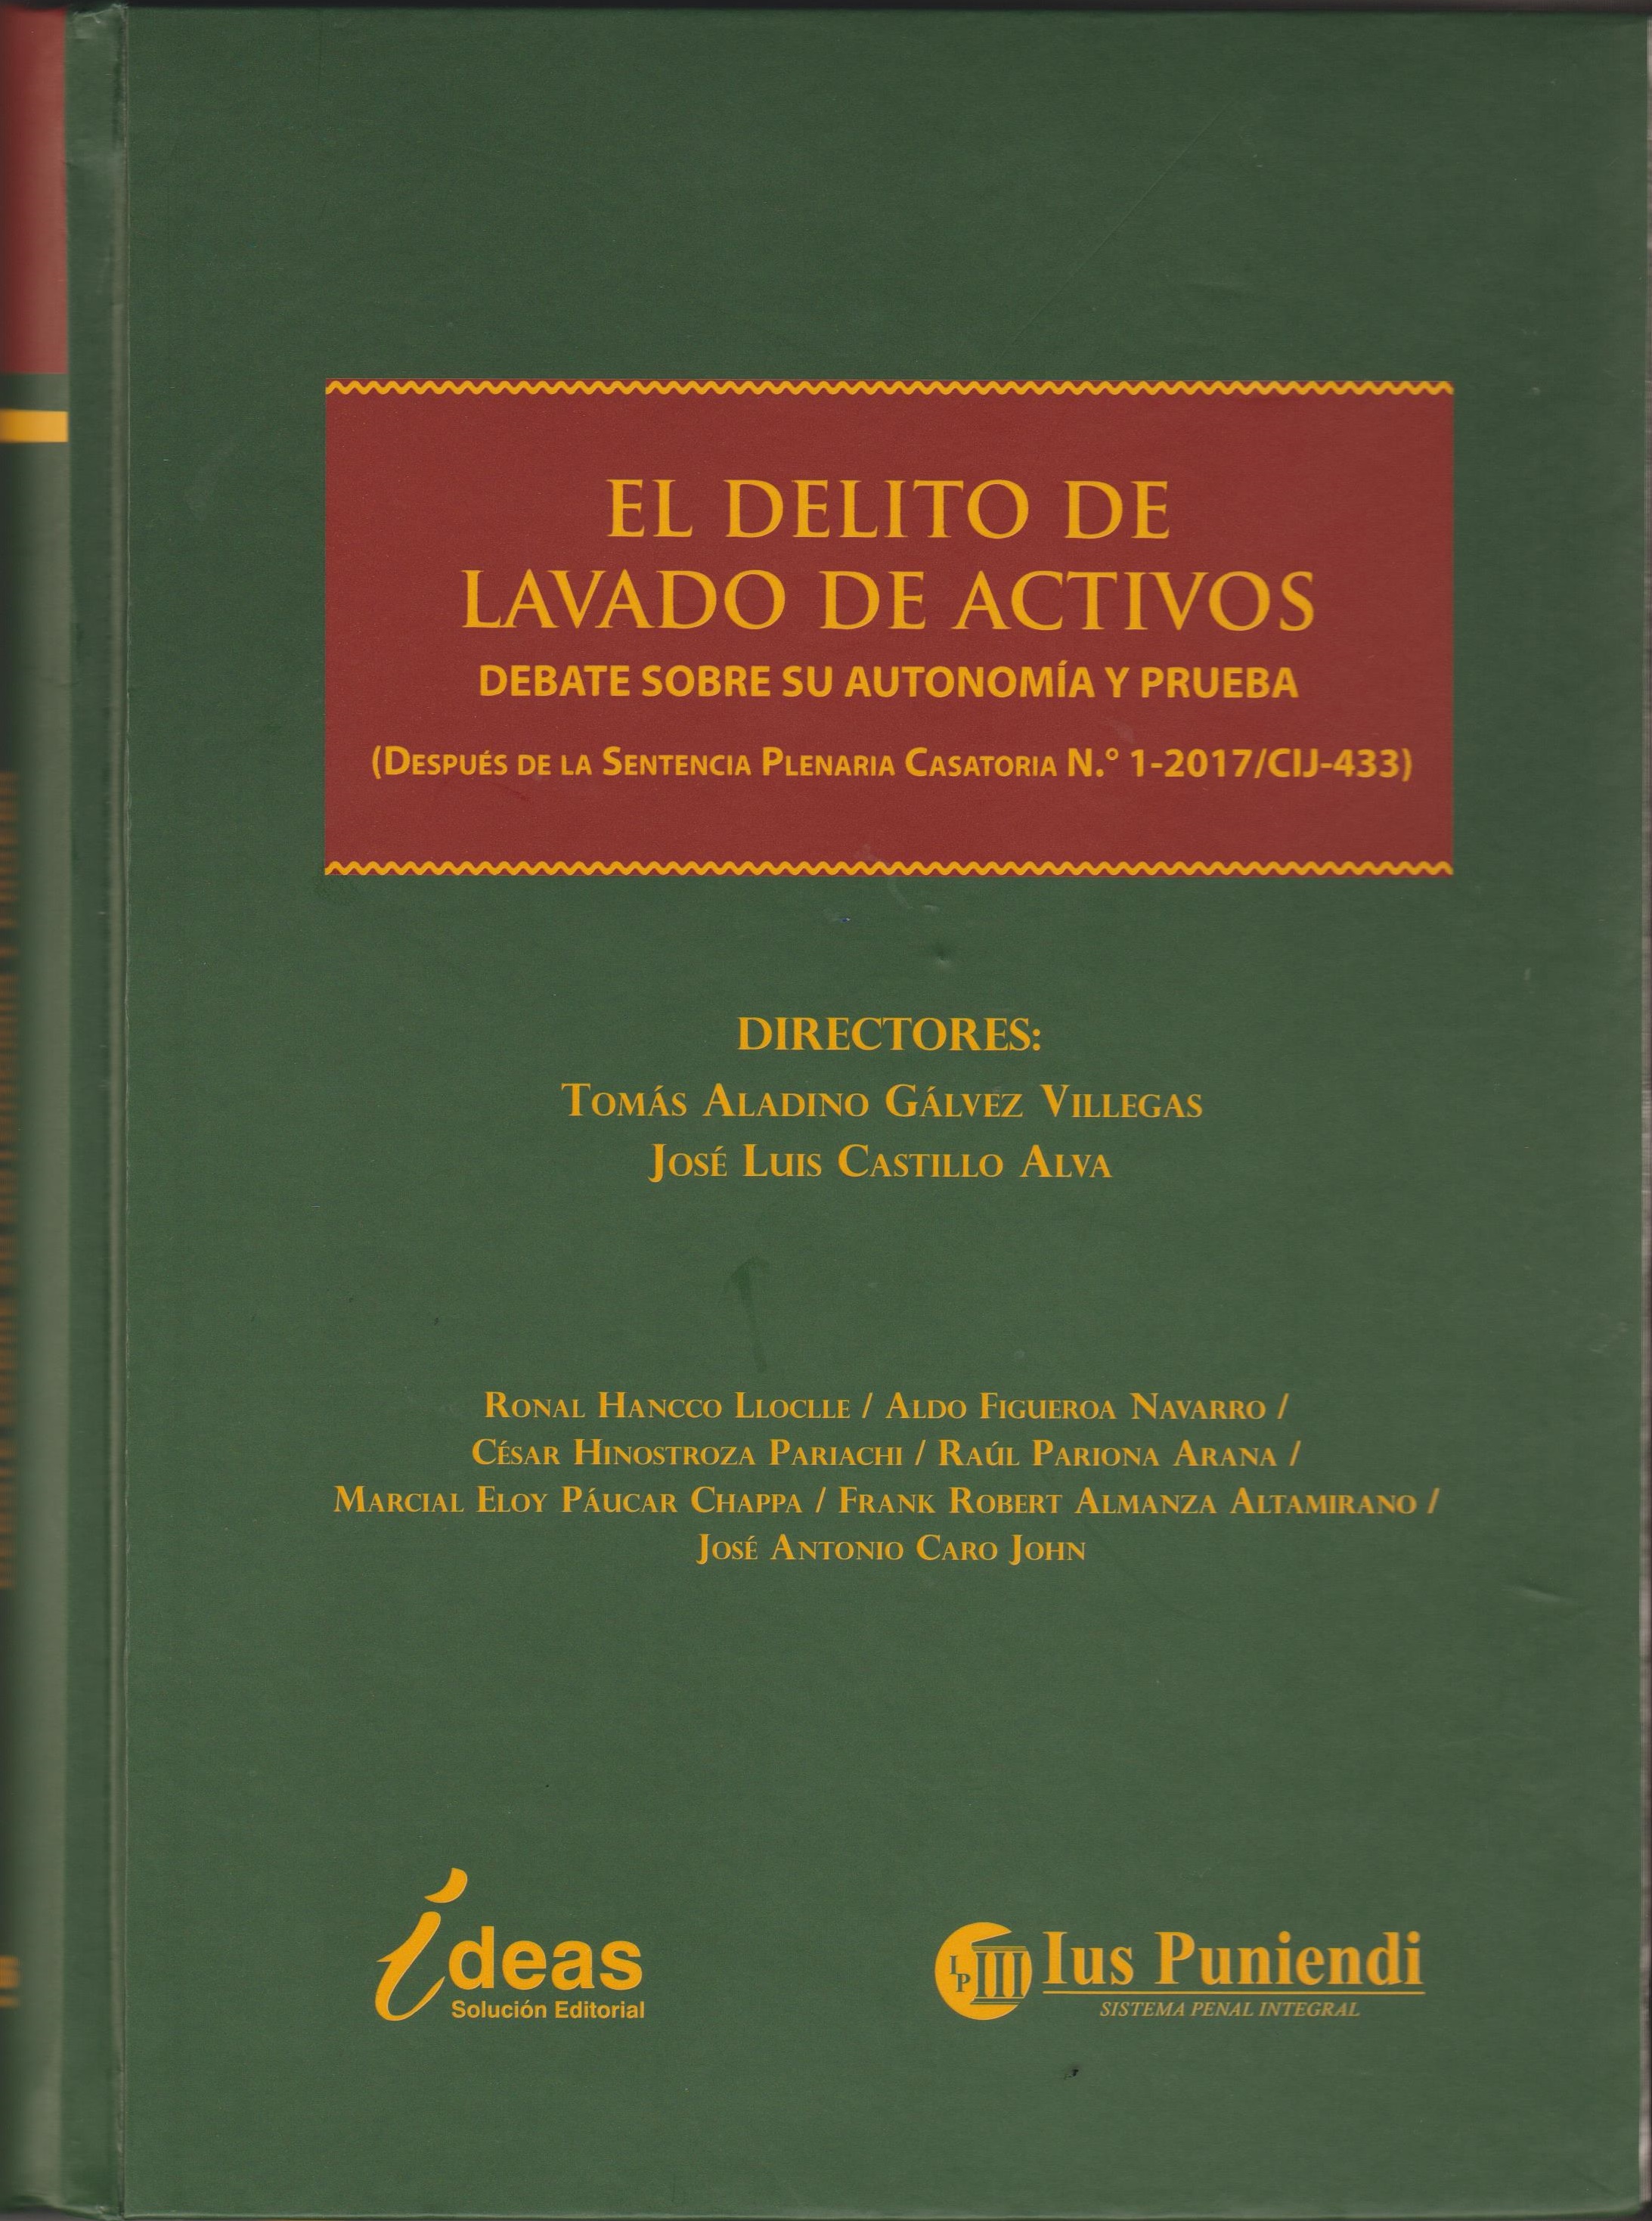 EL DELITO DE
LAVADO DE ACTIVOS
DEBATE SOBRE SU AUTONOMÍA Y PRUEBA
(DESPUÉS DE LA SENTENCIA PLENARIA CASATORIA N.° 1-2017/CIJ-433)
DIRECTORES:
TOMÁS ALADINO GÁLVEZ VILLEGAS
JOSÉ LUIS CASTILLO ALVA
RONAL HANCCO LLOCLLE / ALDO FIGUEROA NAVARRO /
CÉSAR HINOSTROZA PARIACHI / RAÚL PARIONA ARANA /
MARCIAL ELOY PÁUCAR CHAPPA / FRANK ROBERT ALMANZA ALTAMIRANO /
JOSÉ ANTONIO CARO JOHN
ideas
Solución Editorial
IP
Ius Puniendi
SISTEMA PENAL INTEGRAL